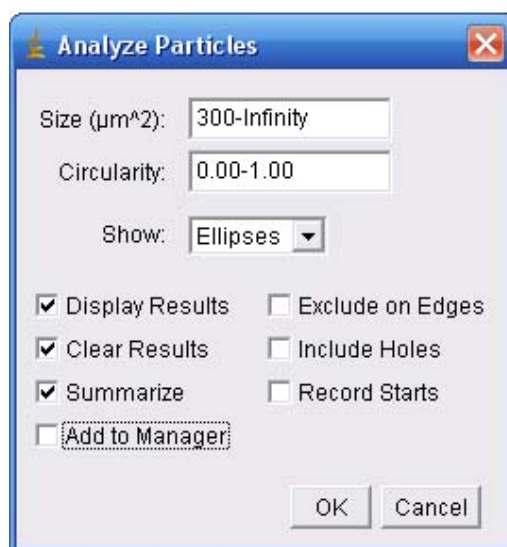 Analyze Particles
Size (µm^2): 300-Infinity
Circularity: 0.00-1.00
Show: Ellipses
Display Results Exclude on Edges
Clear Results Include Holes
Summarize Record Starts
Add to Manager
OK Cancel